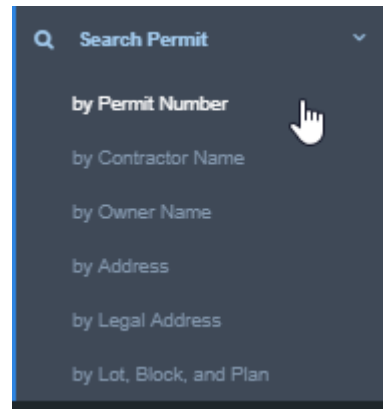 Search Permit
by Permit Number
by Contractor Name
by Owner Name
by Address
by Legal Address
by Lot, Block, and Plan